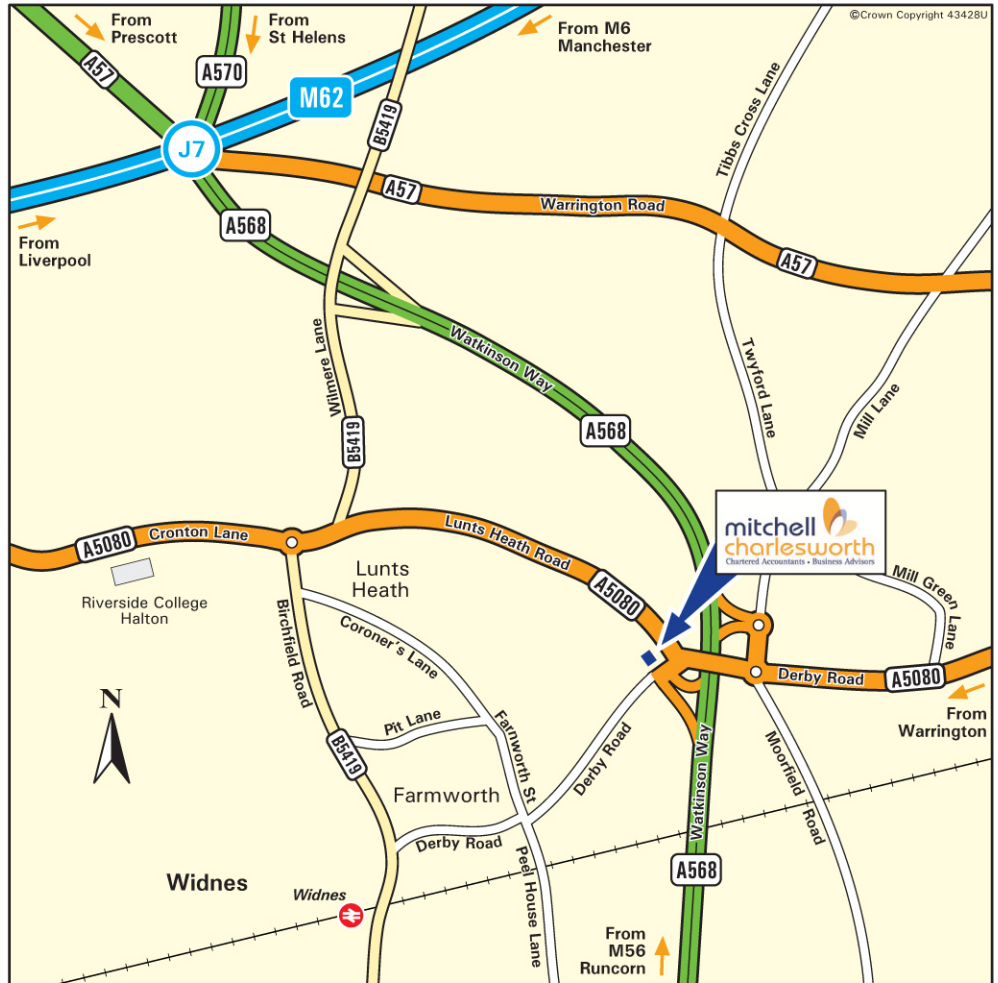 ©Crown Copyright 43428U
From
Prescott
From
St Helens
From M6
Manchester
A57
A570
M62
B5419
J7
Tibbs Cross Lane
A57
Warrington Road
A568
From
Liverpool
A57
Wilmere Lane
Watkinson Way
Twyford Lane
Mill Lane
A568
B5419
mitchell
charlesworth
Chartered Accountants • Business Advisors
A5080
Cronton Lane
Lunts Heath Road
Riverside College
Halton
Lunts
Heath
A5080
Mill Green Lane
Birchfield Road
Coroner's Lane
Derby Road
A5080
From
Warrington
N
Pit Lane
Farnworth St
Derby Road
Watkinson Way
Moorfield Road
B5419
Farmworth
Derby Road
Peel House Lane
A568
Widnes
Widnes
From
M56
Runcorn